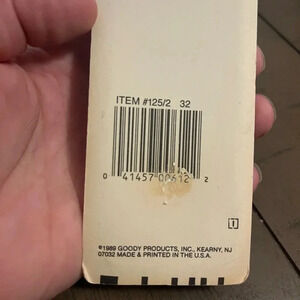 ITEM #125/2 32
0 41457 00612 2
1
©1989 GOODY PRODUCTS, INC., KEARNY, NJ
07032 MADE & PRINTED IN THE U.S.A.